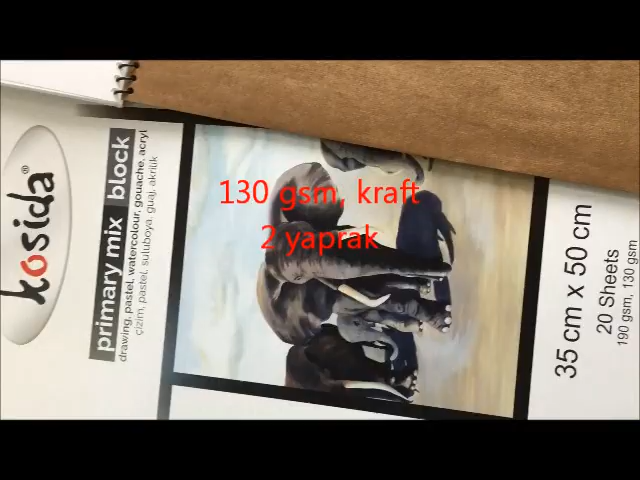 130 gsm, kraft
2 yaprak
kosida®
primary mix block
drawing, pastel, watercolour, gouache, acryl
çizim, pastel, suluboya, guaj, akrilik
35 cm x 50 cm
20 Sheets
190 gsm, 130 gsm